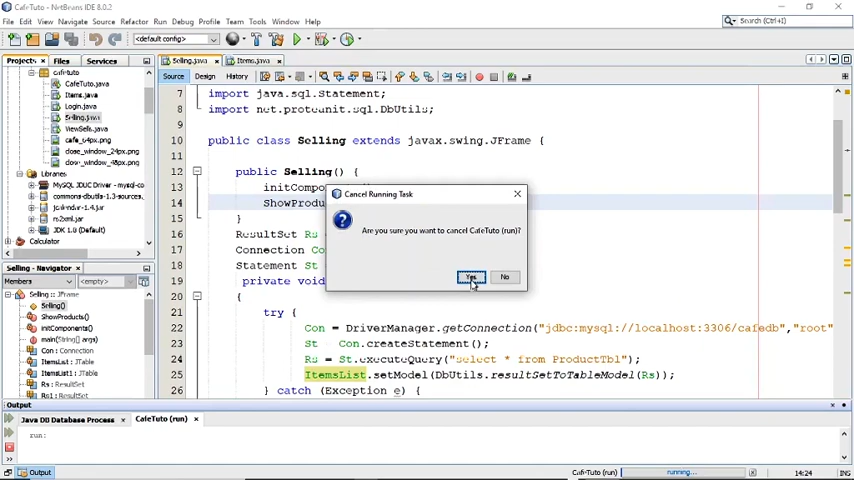 CafeTuto - NetBeans IDE 8.0.2
File Edit View Navigate Source Refactor Run Debug Profile Team Tools Window Help
Search (Ctrl+I)
<default config>
Projects Files Services
Selling.java Items.java
Source Design History
cafetuto
CafeTuto.java
Items.java
Login.java
Selling.java
ViewSells.java
cafe_64px.png
close_window_24px.png
close_window_48px.png
Libraries
MySQL JDBC Driver - mysql-co
commons-dbutils-1.3-sources.
jcalendar-1.4.jar
rs2xml.jar
JDK 1.8 (Default)
Calculator
7 import java.sql.Statement;
8 import net.proteanit.sql.DbUtils;
9
10 public class Selling extends javax.swing.JFrame {
11
12 public Selling() {
13 initCompo
14 ShowProdu
15 }
16 ResultSet Rs
17 Connection Co
18 Statement St
19 private void
20 {
21 try {
22 Con = DriverManager.getConnection("jdbc:mysql://localhost:3306/cafedb","root"
23 St = Con.createStatement();
24 Rs = St.executeQuery("select * from ProductTbl");
25 ItemsList.setModel(DbUtils.resultSetToTableModel(Rs));
26 } catch (Exception e) {
Cancel Running Task
Are you sure you want to cancel CafeTuto (run)?
Yes No
Selling - Navigator
Members <empty>
Selling :: JFrame
Selling()
ShowProducts()
initComponents()
main(String[] args)
Con : Connection
ItemsList : JTable
ItemsList1 : JTable
Rs : ResultSet
Rs1 : ResultSet
Output
Java DB Database Process CafeTuto (run)
run:
Output
CafeTuto (run) running... 14:24 INS